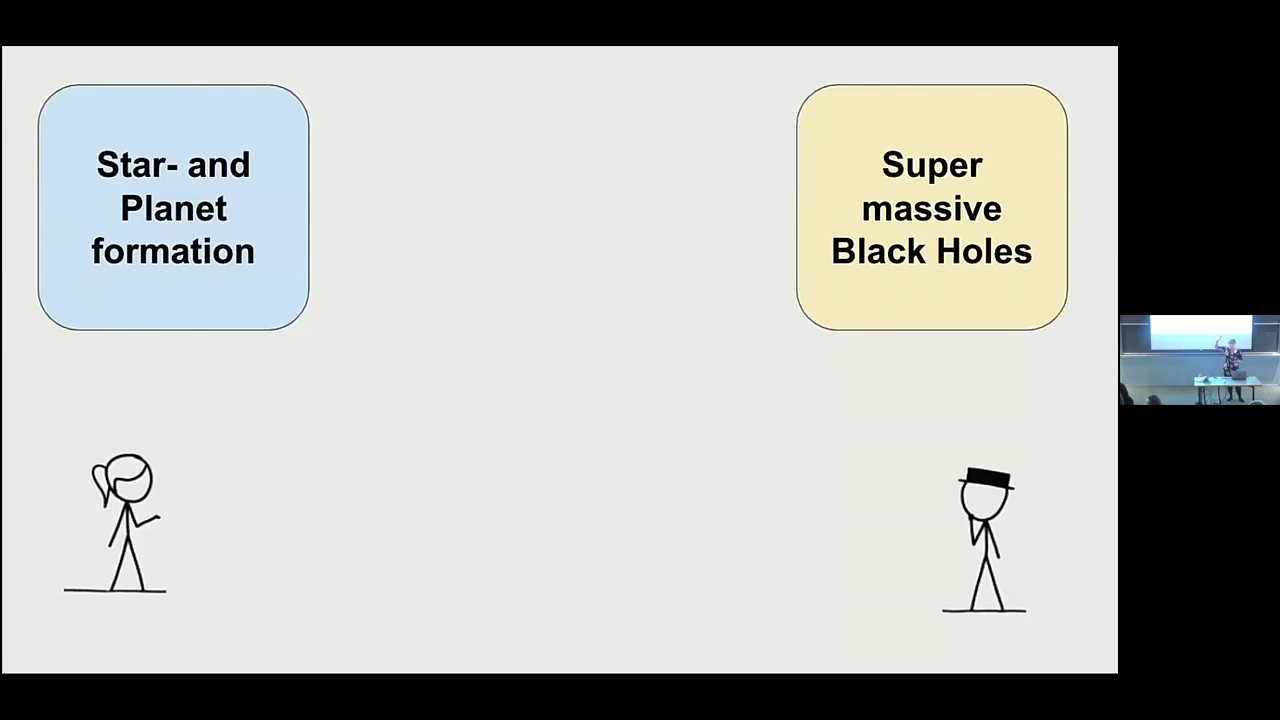 Star- and
Planet
formation
Super
massive
Black Holes